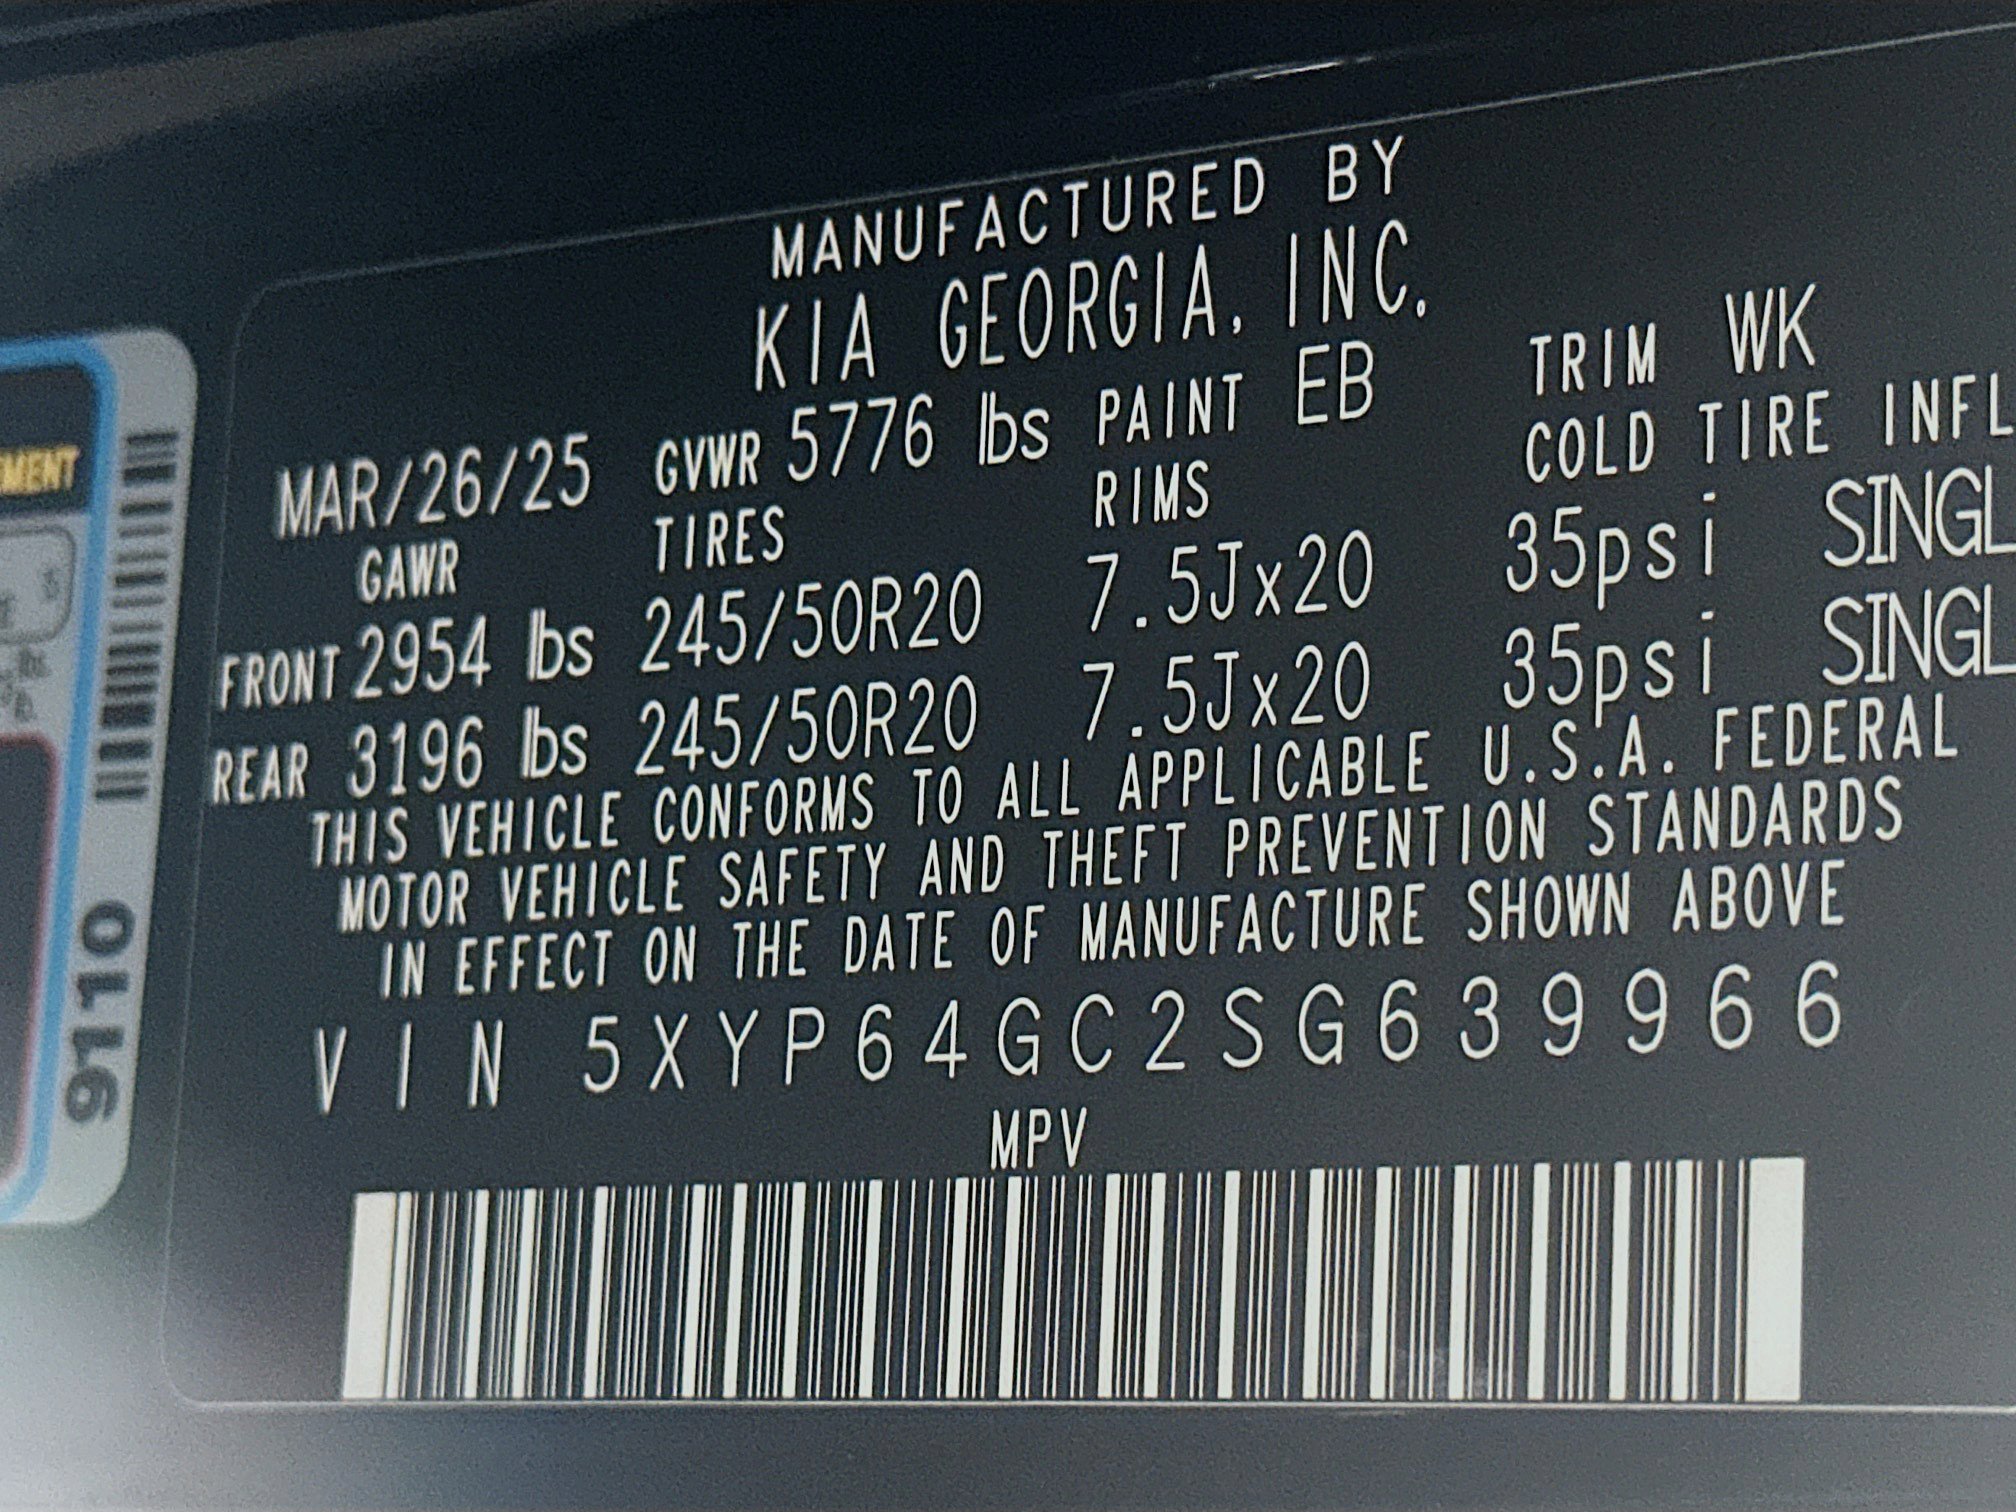 MANUFACTURED BY
KIA GEORGIA, INC.
MAR/26/25 GVWR 5776 lbs PAINT EB TRIM WK
GAWR TIRES RIMS COLD TIRE INFL
FRONT 2954 lbs 245/50R20 7.5Jx20 35psi SINGL
REAR 3196 lbs 245/50R20 7.5Jx20 35psi SINGL
THIS VEHICLE CONFORMS TO ALL APPLICABLE U.S.A. FEDERAL
MOTOR VEHICLE SAFETY AND THEFT PREVENTION STANDARDS
IN EFFECT ON THE DATE OF MANUFACTURE SHOWN ABOVE
VIN 5XYP64GC2SG639966
MPV
EMENT
lbs.
9110